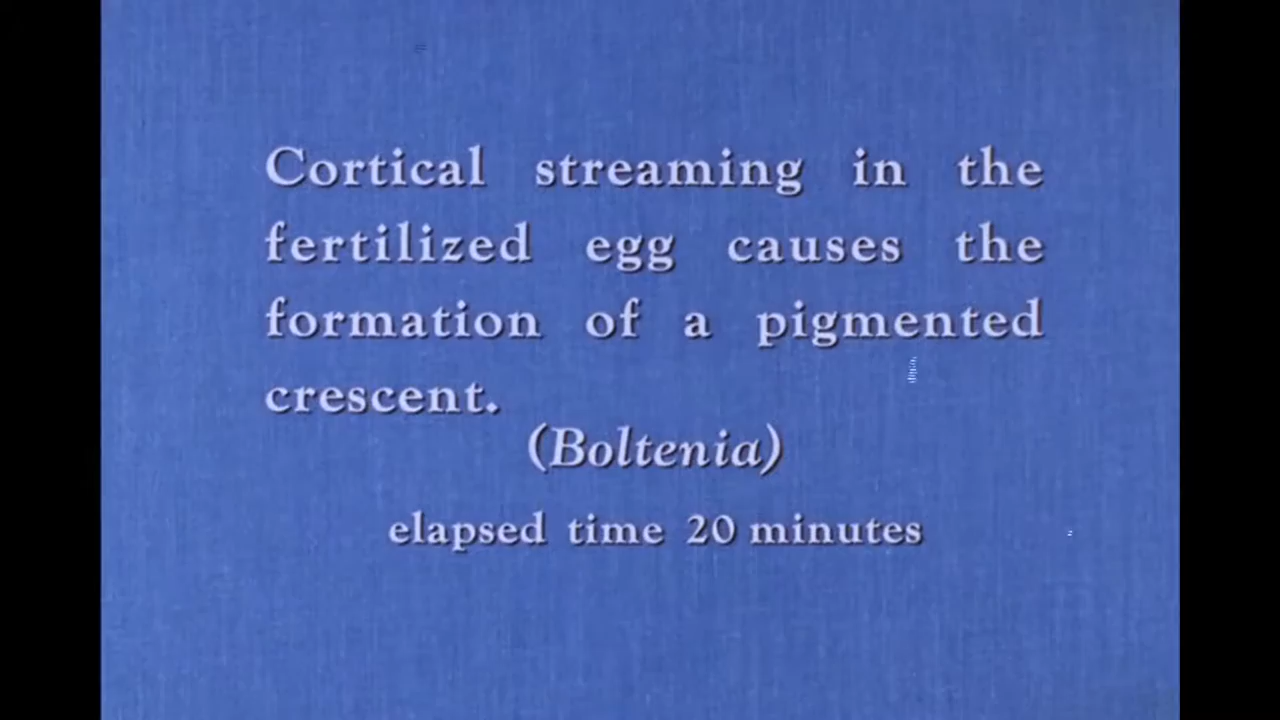 Cortical streaming in the
fertilized egg causes the
formation of a pigmented
crescent.
(Boltenia)
elapsed time 20 minutes